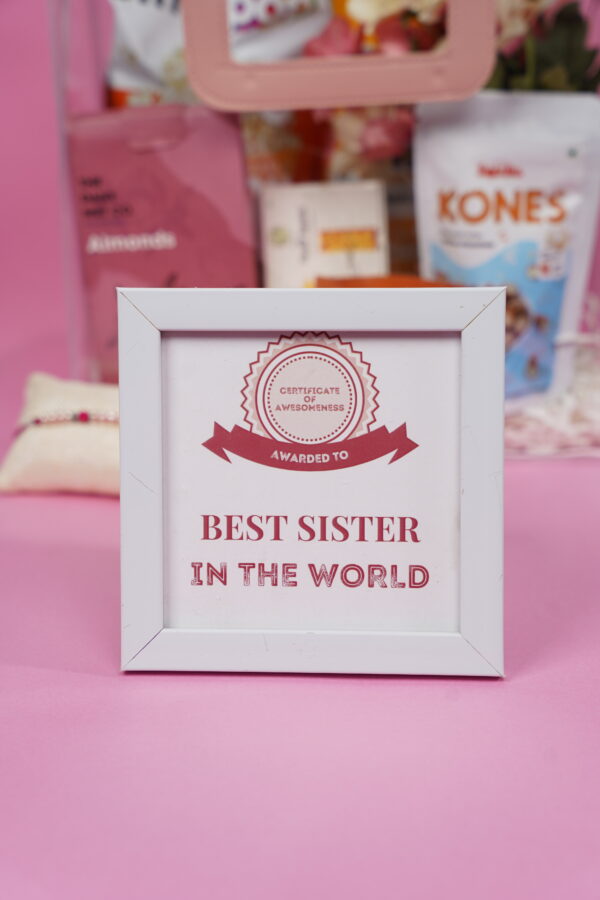 Almonds
KONES
CERTIFICATE
OF
AWESOMENESS
AWARDED TO
BEST SISTER
IN THE WORLD